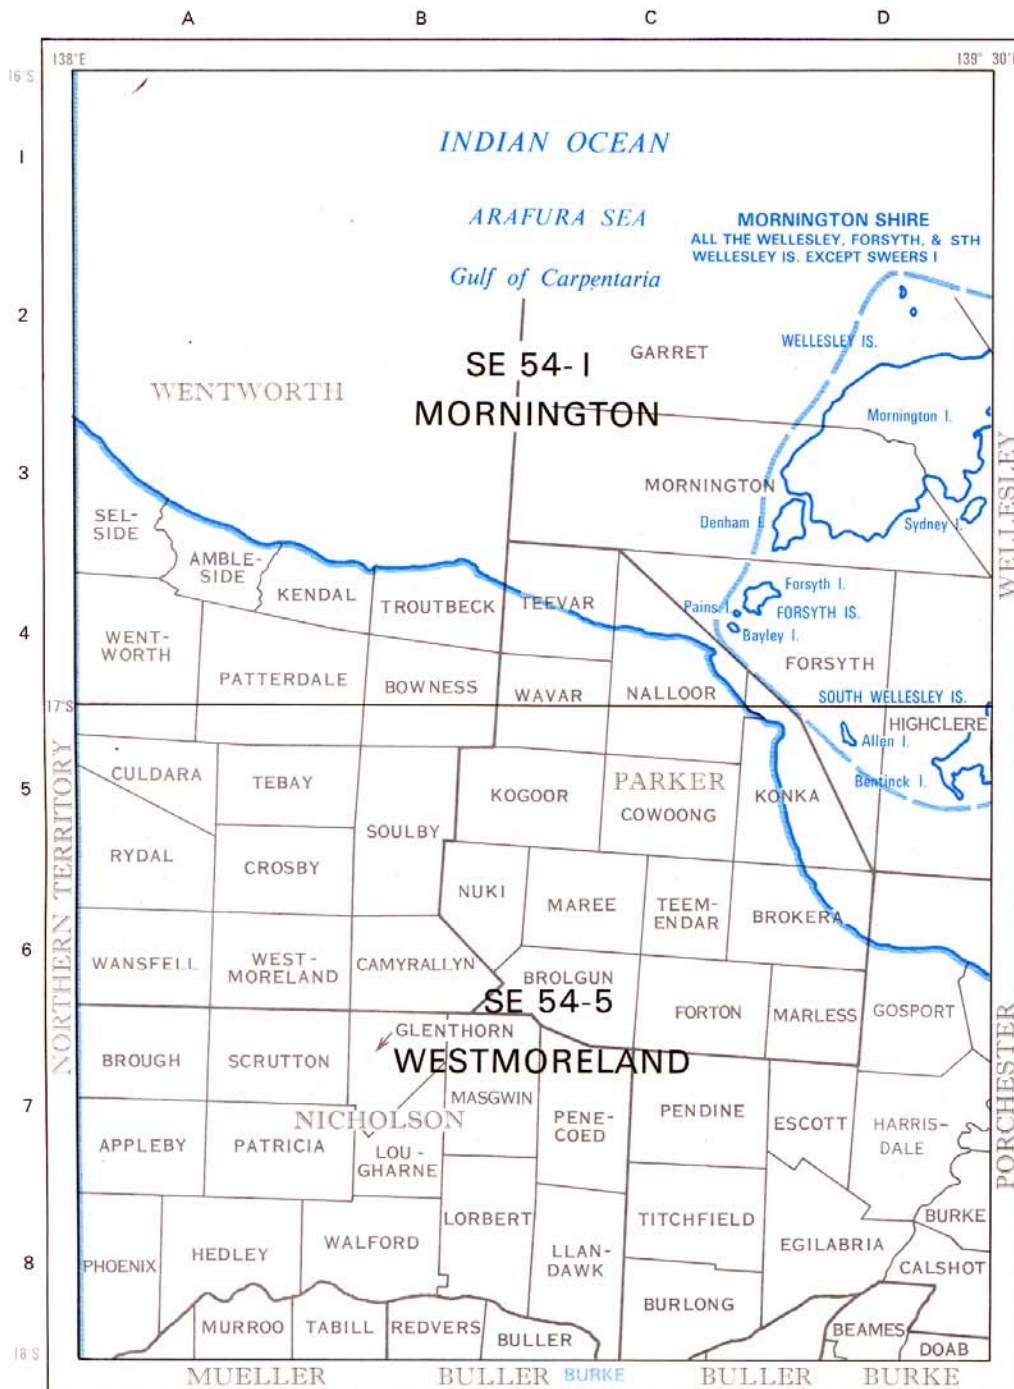 A B C D
138°E 139° 30'
16°S
1
INDIAN OCEAN
ARAFURA SEA
Gulf of Carpentaria
MORNINGTON SHIRE
ALL THE WELLESLEY, FORSYTH, & STH
WELLESLEY IS. EXCEPT SWEERS I
2
WELLESLEY IS.
GARRET
SE 54-1
WENTWORTH
MORNINGTON
Mornington I.
WELLESLEY
3
MORNINGTON
SEL-
SIDE
Denham I.
Sydney I.
AMBLE-
SIDE
KENDAL
TROUTBECK
TEEVAR
Forsyth I.
Pains I.
FORSYTH IS.
4
WENT-
WORTH
Bayley I.
FORSYTH
PATTERDALE
BOWNESS
WAVAR
NALLOOR
SOUTH WELLESLEY IS.
17°S
HIGHCLERE
Allen I.
NORTHERN TERRITORY
CULDARA
TEBAY
PARKER
Bentinck I.
5
KOGOOR
KONKA
COWOONG
SOULBY
RYDAL
CROSBY
NUKI
MAREE
TEEM-
ENDAR
BROKERA
6
WANSFELL
WEST-
MORELAND
CAMYRALLYN
BROLGUN
SE 54-5
FORTON
MARLESS
GOSPORT
GLENTHORN
BROUGH
SCRUTTON
WESTMORELAND
PORCHESTER
MASGWIN
7
NICHOLSON
PENE-
COED
PENDINE
ESCOTT
HARRIS-
DALE
APPLEBY
PATRICIA
LOU-
GHARNE
LORBERT
TITCHFIELD
BURKE
8
PHOENIX
HEDLEY
WALFORD
LLAN-
DAWK
EGILABRIA
CALSHOT
BURLONG
MURROO
TABILL
REDVERS
BULLER
BEAMES
DOAB
18°S
MUELLER BULLER BURKE BULLER BURKE